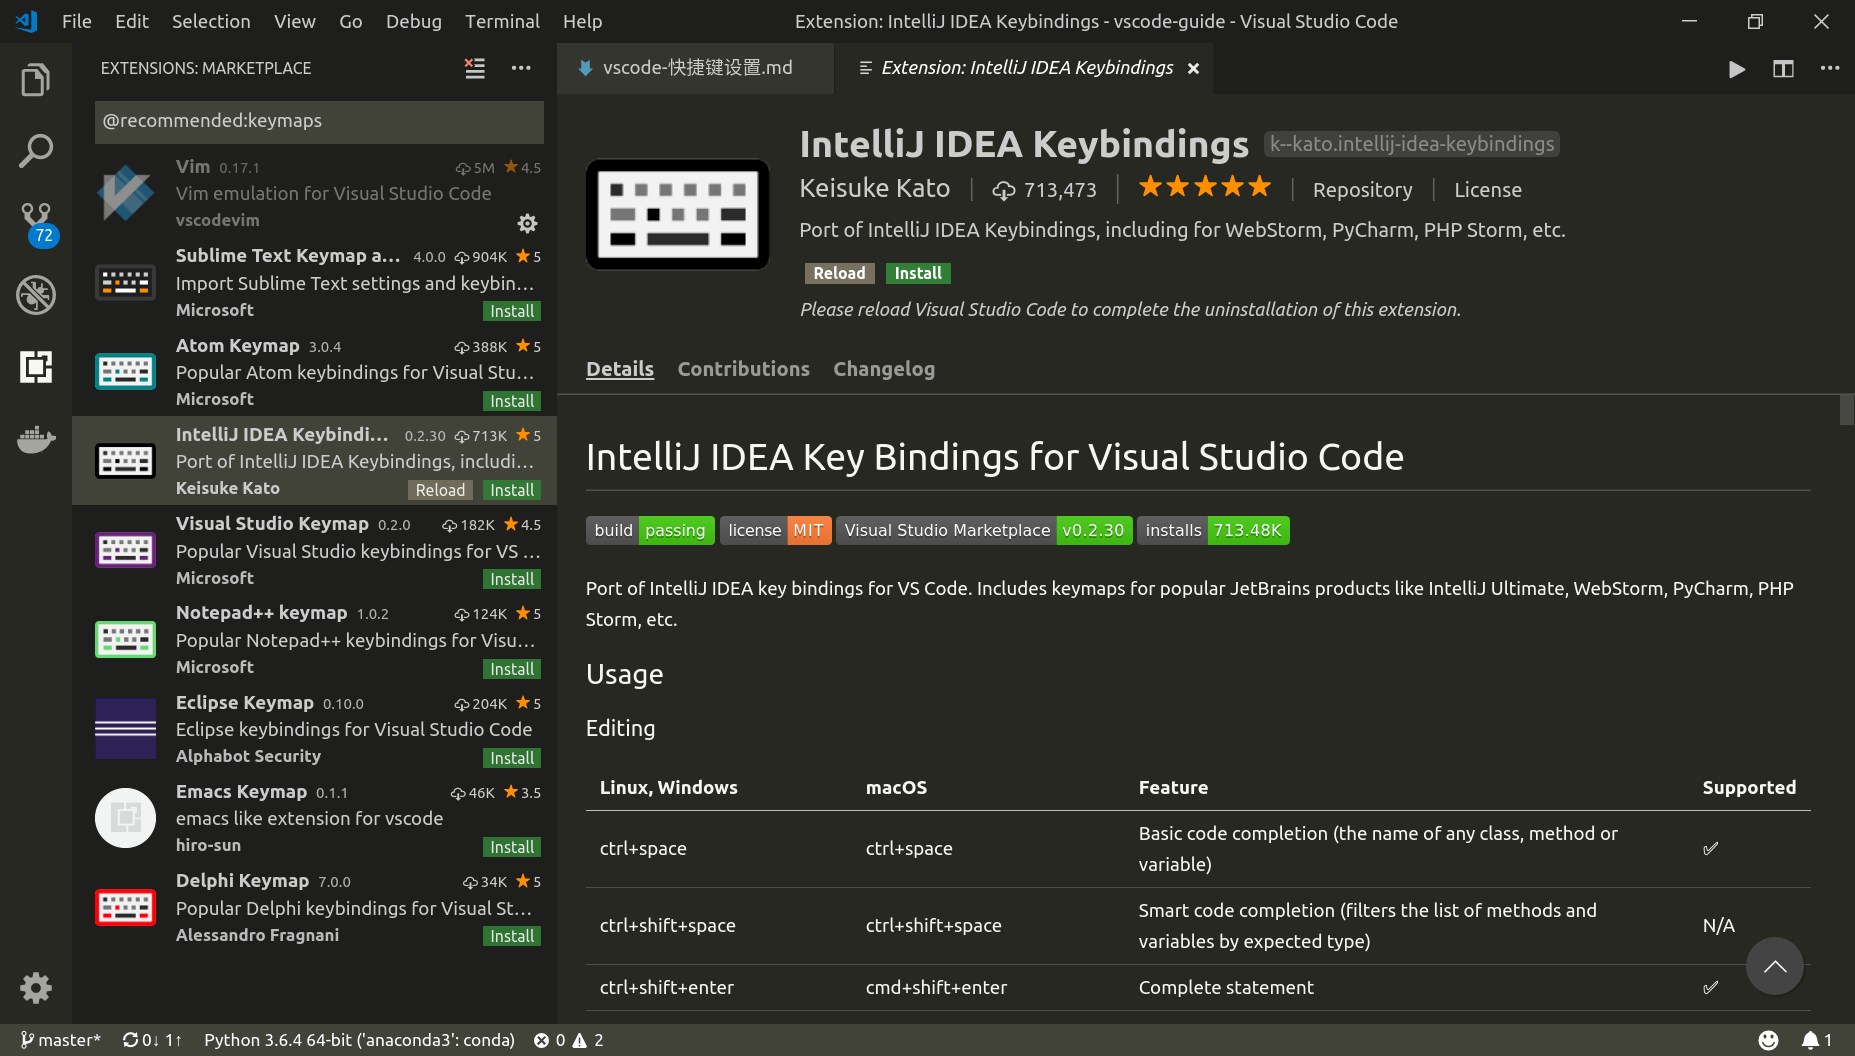 File Edit Selection View Go Debug Terminal Help
Extension: IntelliJ IDEA Keybindings - vscode-guide - Visual Studio Code
EXTENSIONS: MARKETPLACE
@recommended:keymaps
72
Vim 0.17.1 5M 4.5
Vim emulation for Visual Studio Code
vscodevim
Sublime Text Keymap a... 4.0.0 904K 5
Import Sublime Text settings and keybin...
Microsoft Install
Atom Keymap 3.0.4 388K 5
Popular Atom keybindings for Visual Stu...
Microsoft Install
IntelliJ IDEA Keybindi... 0.2.30 713K 5
Port of IntelliJ IDEA Keybindings, includi...
Keisuke Kato Reload Install
Visual Studio Keymap 0.2.0 182K 4.5
Popular Visual Studio keybindings for VS ...
Microsoft Install
Notepad++ keymap 1.0.2 124K 5
Popular Notepad++ keybindings for Visu...
Microsoft Install
Eclipse Keymap 0.10.0 204K 5
Eclipse keybindings for Visual Studio Code
Alphabot Security Install
Emacs Keymap 0.1.1 46K 3.5
emacs like extension for vscode
hiro-sun Install
Delphi Keymap 7.0.0 34K 5
Popular Delphi keybindings for Visual St...
Alessandro Fragnani Install
vscode-快捷键设置.md
Extension: IntelliJ IDEA Keybindings
IntelliJ IDEA Keybindings k--kato.intellij-idea-keybindings
Keisuke Kato | 713,473 | ★★★★★ | Repository | License
Port of IntelliJ IDEA Keybindings, including for WebStorm, PyCharm, PHP Storm, etc.
Reload Install
Please reload Visual Studio Code to complete the uninstallation of this extension.
Details Contributions Changelog
IntelliJ IDEA Key Bindings for Visual Studio Code
build passing license MIT Visual Studio Marketplace v0.2.30 installs 713.48K
Port of IntelliJ IDEA key bindings for VS Code. Includes keymaps for popular JetBrains products like IntelliJ Ultimate, WebStorm, PyCharm, PHP
Storm, etc.
Usage
Editing
Linux, Windows macOS Feature Supported
ctrl+space ctrl+space Basic code completion (the name of any class, method or
variable) ✅
ctrl+shift+space ctrl+shift+space Smart code completion (filters the list of methods and
variables by expected type) N/A
ctrl+shift+enter cmd+shift+enter Complete statement ✅
master* 0↓ 1↑ Python 3.6.4 64-bit ('anaconda3': conda) 0 2 1